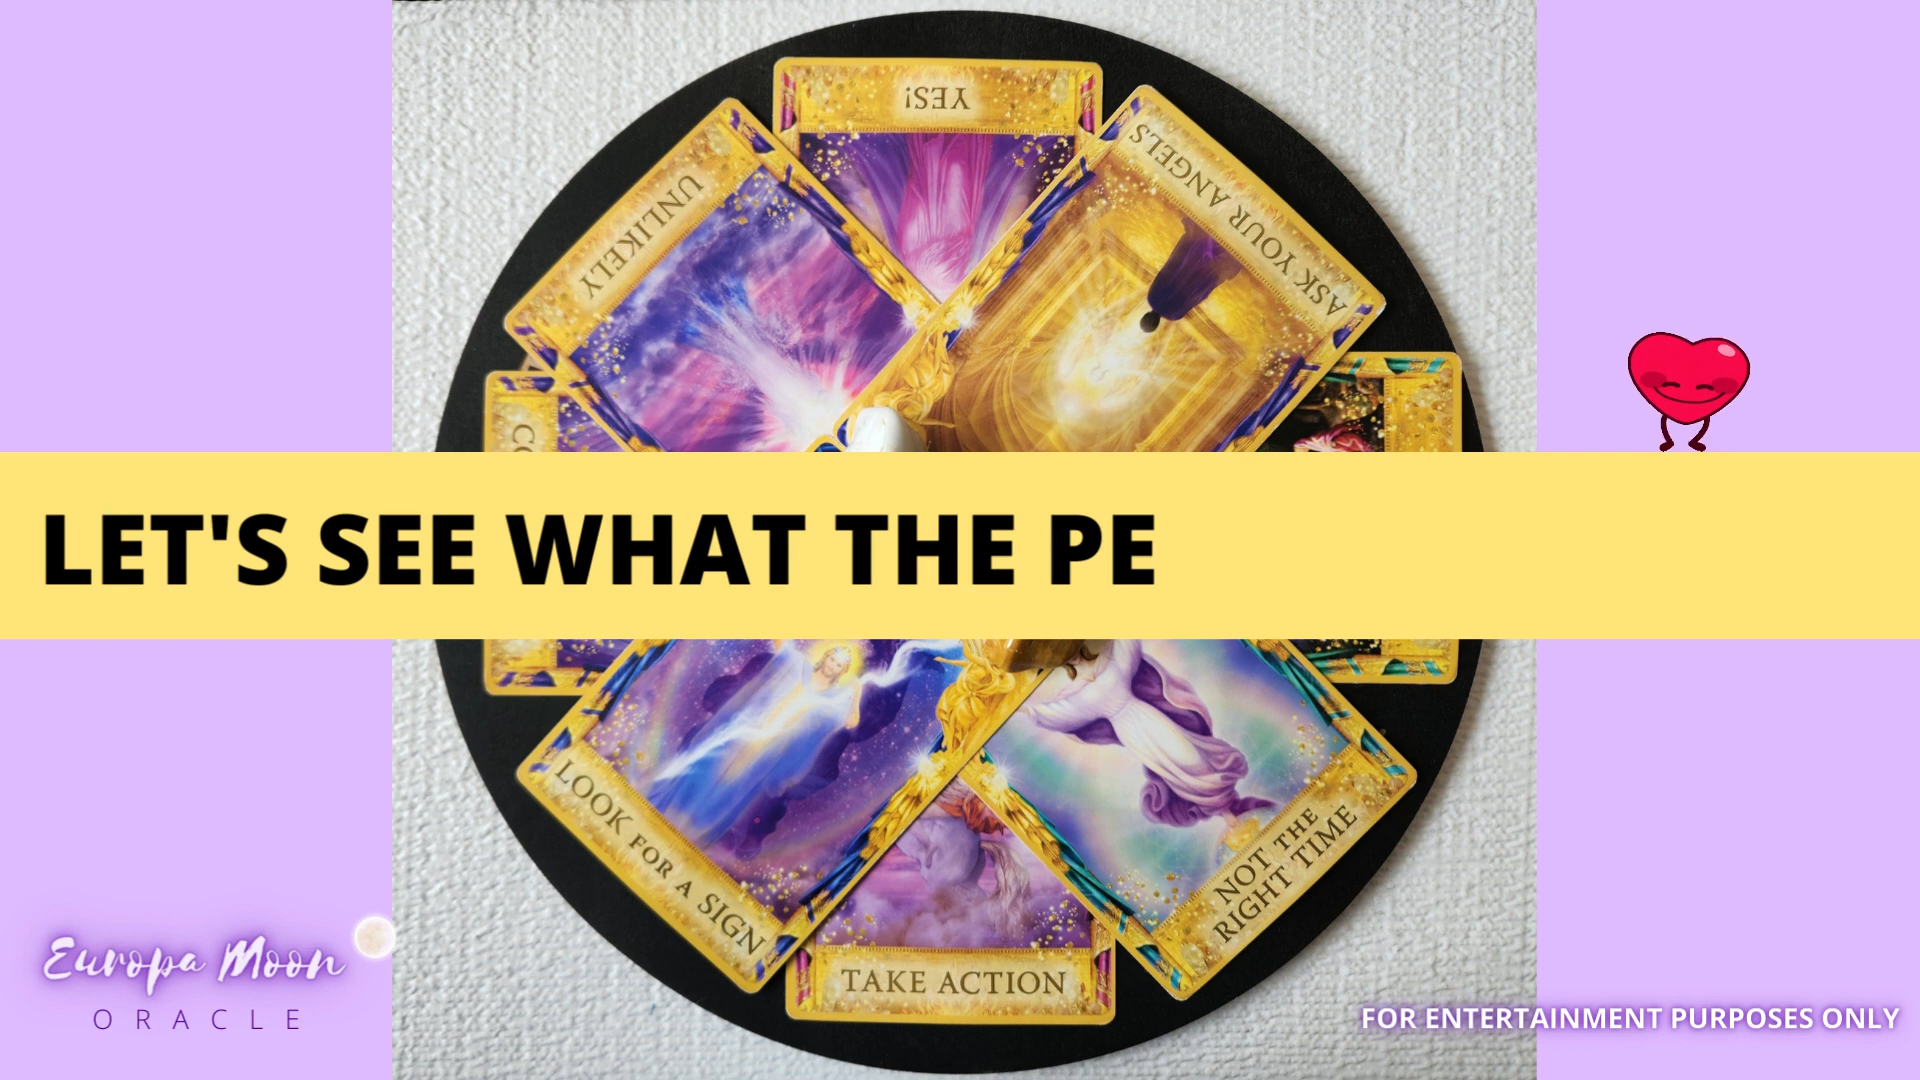 YES!
UNLIKELY
ASK YOUR ANGELS
CO
LET'S SEE WHAT THE PE
LOOK FOR A SIGN
NOT THE
RIGHT TIME
TAKE ACTION
Europa Moon
ORACLE
FOR ENTERTAINMENT PURPOSES ONLY